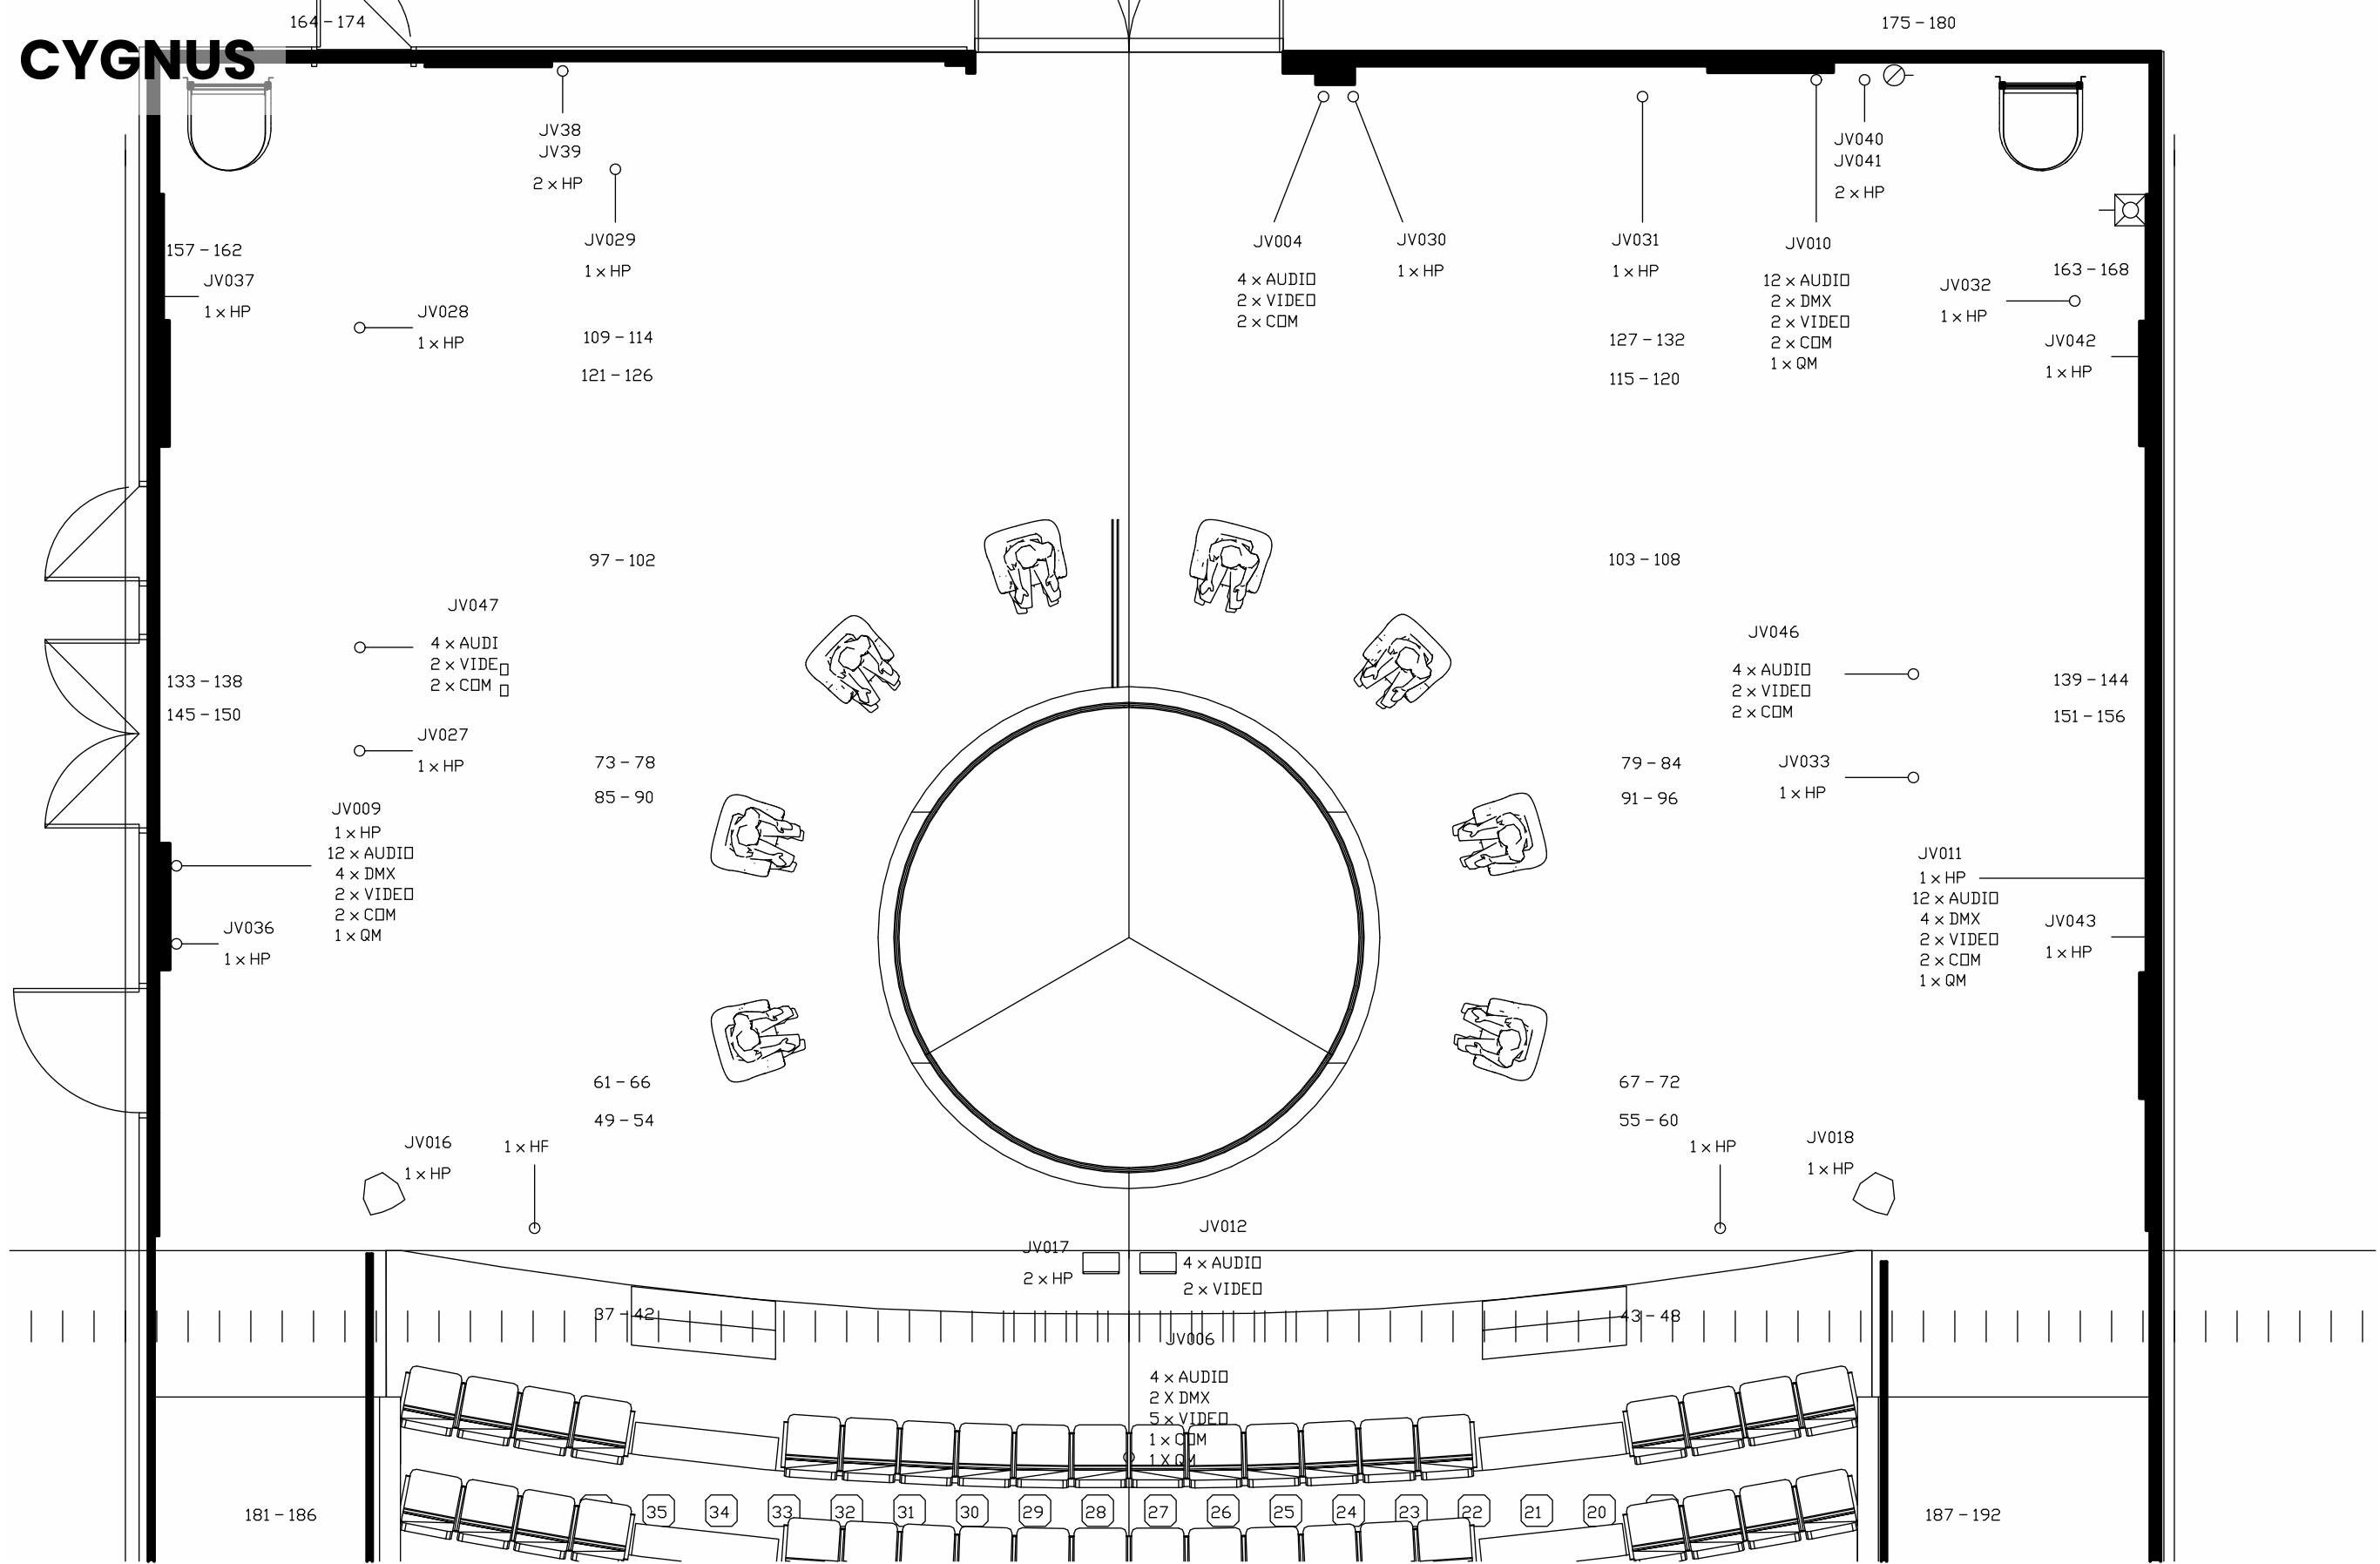 164 - 174
175 - 180
CYGNUS
JV38
JV39
2 x HP
JV040
JV041
2 x HP
JV029
1 x HP
JV004
4 x AUDIO
2 x VIDEO
2 x COM
JV030
1 x HP
JV031
1 x HP
JV010
12 x AUDIO
2 x DMX
2 x VIDEO
2 x COM
1 x QM
157 - 162
JV037
1 x HP
JV028
1 x HP
JV032
1 x HP
163 - 168
JV042
1 x HP
109 - 114
121 - 126
127 - 132
115 - 120
97 - 102
103 - 108
JV047
4 x AUDI
2 x VIDE
2 x COM
JV046
4 x AUDIO
2 x VIDEO
2 x COM
133 - 138
145 - 150
139 - 144
151 - 156
JV027
1 x HP
73 - 78
85 - 90
79 - 84
91 - 96
JV033
1 x HP
JV009
1 x HP
12 x AUDIO
4 x DMX
2 x VIDEO
2 x COM
1 x QM
JV011
1 x HP
12 x AUDIO
4 x DMX
2 x VIDEO
2 x COM
1 x QM
JV036
1 x HP
JV043
1 x HP
61 - 66
49 - 54
67 - 72
55 - 60
JV016
1 x HP
1 x HF
1 x HP
JV018
1 x HP
JV017
2 x HP
JV012
4 x AUDIO
2 x VIDEO
37 - 42
43 - 48
JV006
4 x AUDIO
2 X DMX
5 x VIDEO
1 x COM
1 X QM
181 - 186
35 34 33 32 31 30 29 28 27 26 25 24 23 22 21 20
187 - 192